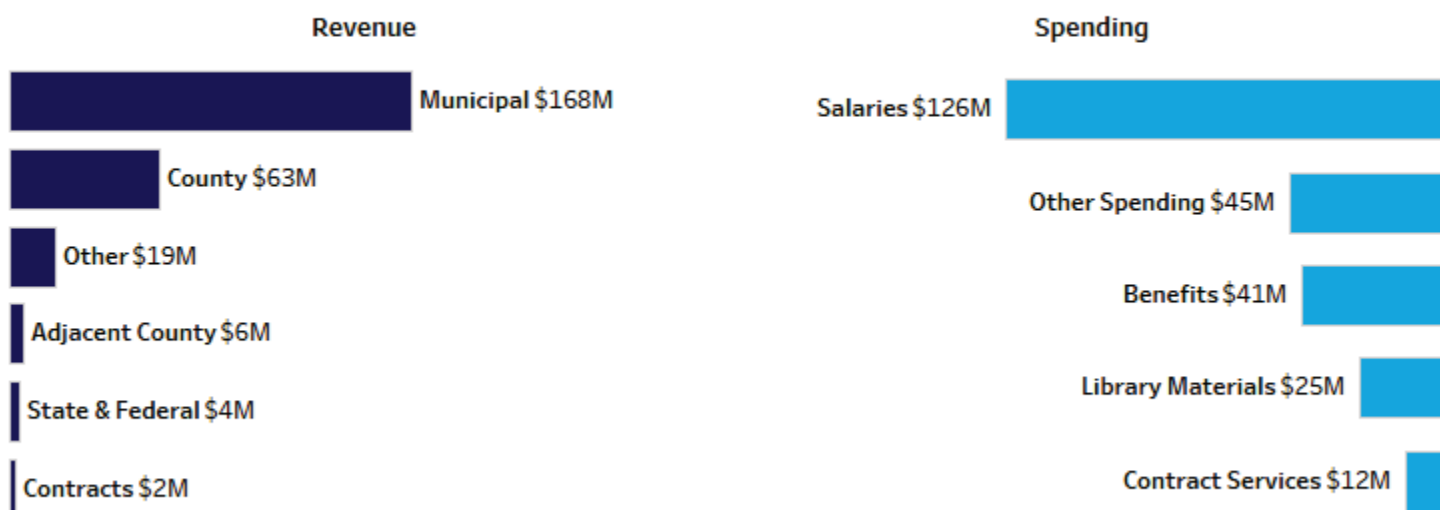 Revenue
Municipal $168M
County $63M
Other $19M
Adjacent County $6M
State & Federal $4M
Contracts $2M
Spending
Salaries $126M
Other Spending $45M
Benefits $41M
Library Materials $25M
Contract Services $12M